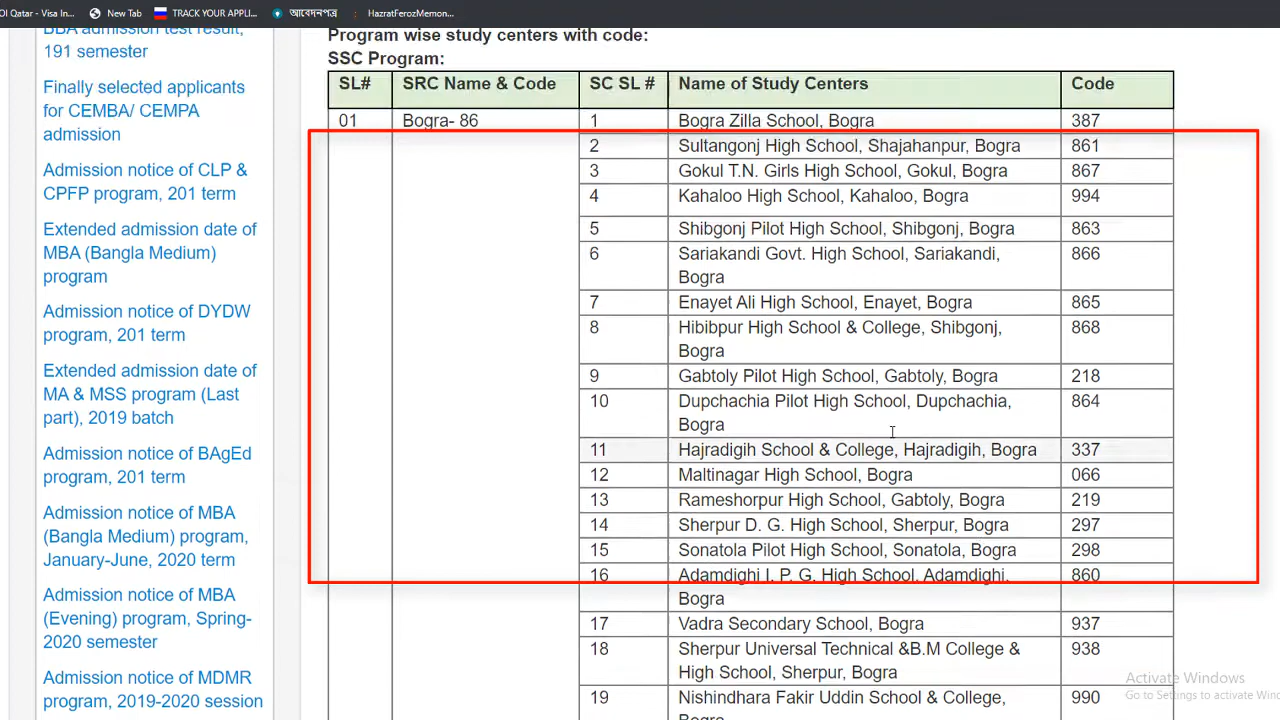 OI Qatar - Visa In...
New Tab
TRACK YOUR APPLI...
আবেদনপত্র
HazratFerozMemon...
BBA admission test result,
191 semester
Finally selected applicants
for CEMBA/ CEMPA
admission
Admission notice of CLP &
CPFP program, 201 term
Extended admission date of
MBA (Bangla Medium)
program
Admission notice of DYDW
program, 201 term
Extended admission date of
MA & MSS program (Last
part), 2019 batch
Admission notice of BAgEd
program, 201 term
Admission notice of MBA
(Bangla Medium) program,
January-June, 2020 term
Admission notice of MBA
(Evening) program, Spring-
2020 semester
Admission notice of MDMR
program, 2019-2020 session
Program wise study centers with code:
SSC Program:
SL# SRC Name & Code SC SL # Name of Study Centers Code
01 Bogra- 86 1 Bogra Zilla School, Bogra 387
2 Sultangonj High School, Shajahanpur, Bogra 861
3 Gokul T.N. Girls High School, Gokul, Bogra 867
4 Kahaloo High School, Kahaloo, Bogra 994
5 Shibgonj Pilot High School, Shibgonj, Bogra 863
6 Sariakandi Govt. High School, Sariakandi, 866
Bogra
7 Enayet Ali High School, Enayet, Bogra 865
8 Hibibpur High School & College, Shibgonj, 868
Bogra
9 Gabtoly Pilot High School, Gabtoly, Bogra 218
10 Dupchachia Pilot High School, Dupchachia, 864
Bogra
11 Hajradigih School & College, Hajradigih, Bogra 337
12 Maltinagar High School, Bogra 066
13 Rameshorpur High School, Gabtoly, Bogra 219
14 Sherpur D. G. High School, Sherpur, Bogra 297
15 Sonatola Pilot High School, Sonatola, Bogra 298
16 Adamdighi I. P. G. High School, Adamdighi, 860
Bogra
17 Vadra Secondary School, Bogra 937
18 Sherpur Universal Technical &B.M College & 938
High School, Sherpur, Bogra
19 Nishindhara Fakir Uddin School & College, 990
Bogra
Activate Windows
Go to Settings to activate Win